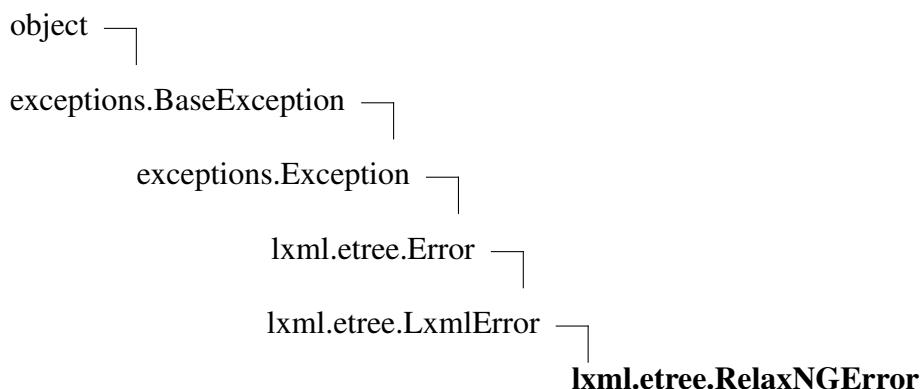 object
exceptions.BaseException
exceptions.Exception
lxml.etree.Error
lxml.etree.LxmlError
lxml.etree.RelaxNGError